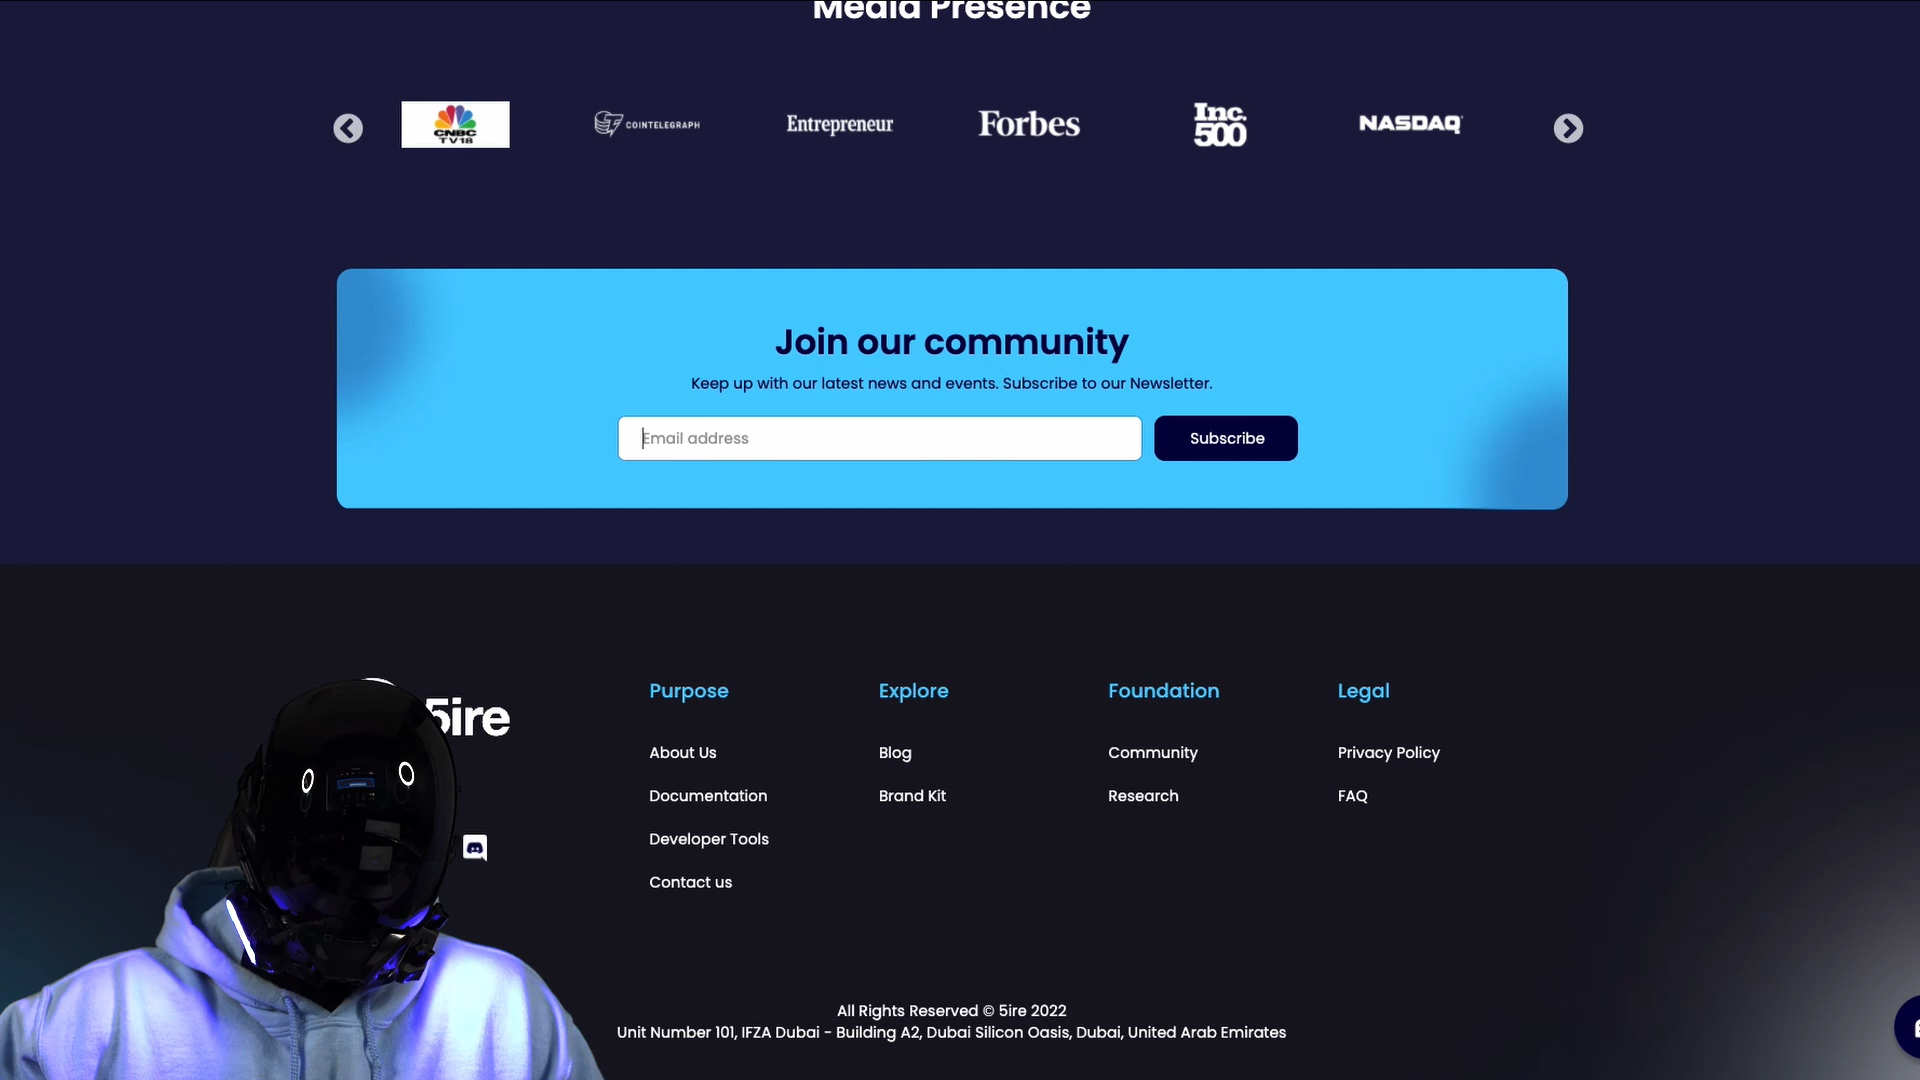 Media Presence
CNBC
TV18
COINTELEGRAPH
Entrepreneur
Forbes
Inc.
500
NASDAQ
Join our community
Keep up with our latest news and events. Subscribe to our Newsletter.
Email address
Subscribe
5ire
Purpose
About Us
Documentation
Developer Tools
Contact us
Explore
Blog
Brand Kit
Foundation
Community
Research
Legal
Privacy Policy
FAQ
All Rights Reserved © 5ire 2022
Unit Number 101, IFZA Dubai - Building A2, Dubai Silicon Oasis, Dubai, United Arab Emirates